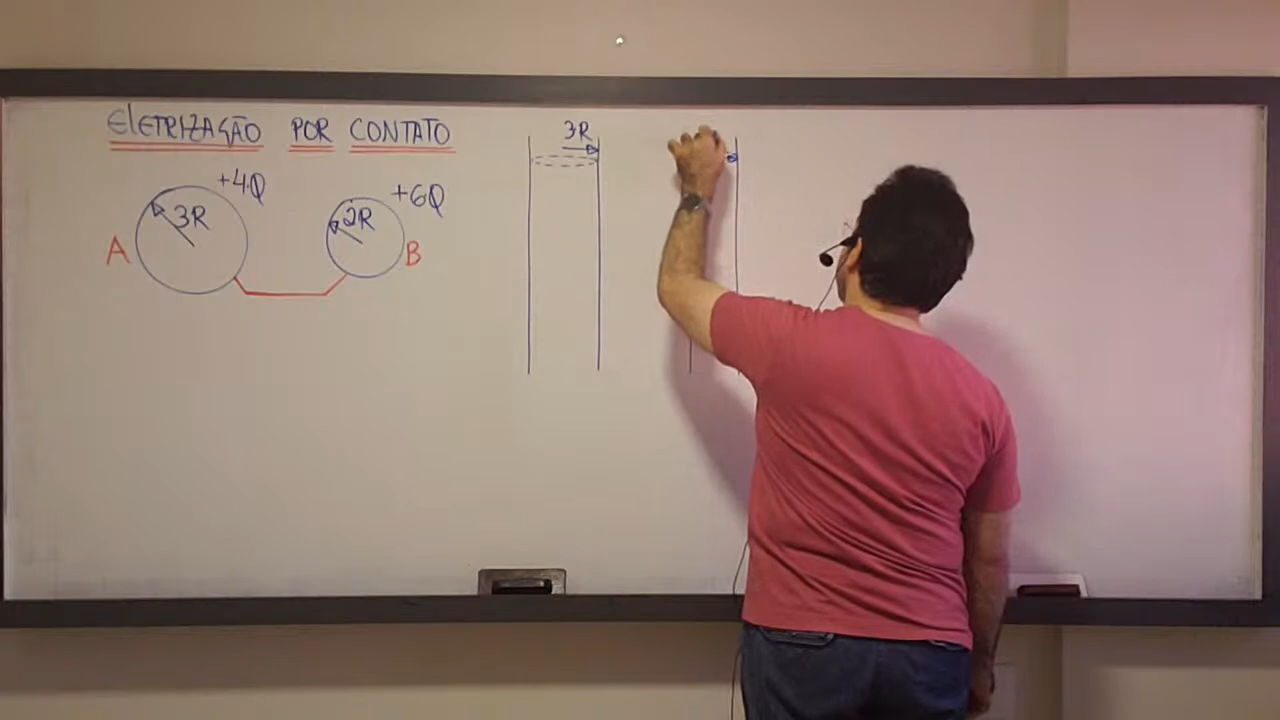 ElETRIZAÇÃO POR CONTATO
+4Q
+6Q
3R
2R
A
B
3R